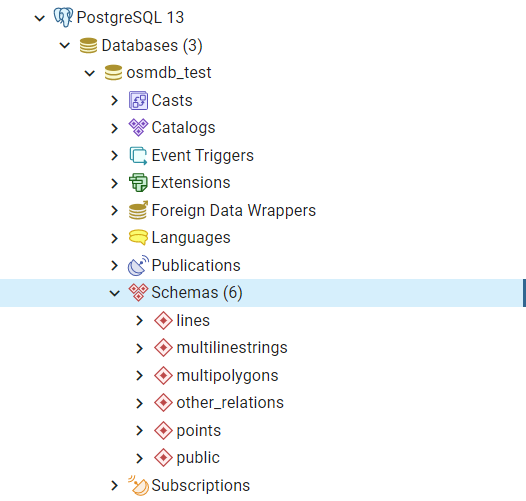 PostgreSQL 13
Databases (3)
osmdb_test
Casts
Catalogs
Event Triggers
Extensions
Foreign Data Wrappers
Languages
Publications
Schemas (6)
lines
multilinestrings
multipolygons
other_relations
points
public
Subscriptions